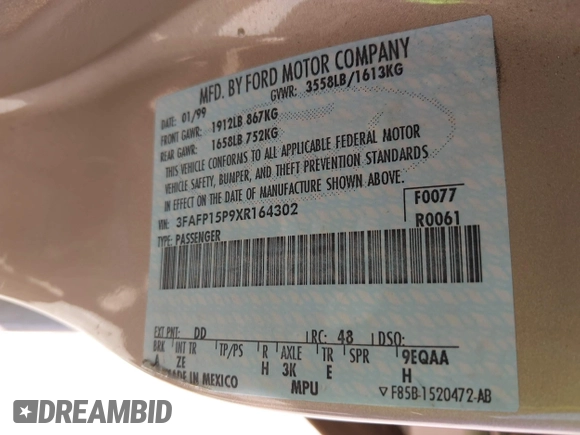 MFD. BY FORD MOTOR COMPANY
DATE: 01/99 GVWR: 3558LB/1613KG
FRONT GAWR: 1912LB 867KG
REAR GAWR: 1658LB 752KG
THIS VEHICLE CONFORMS TO ALL APPLICABLE FEDERAL MOTOR
VEHICLE SAFETY, BUMPER, AND THEFT PREVENTION STANDARDS
IN EFFECT ON THE DATE OF MANUFACTURE SHOWN ABOVE.
VIN: 3FAFP15P9XR164302 F0077
TYPE: PASSENGER R0061
EXT PNT: DD RC: 48 DSO:
BRK INT TR TP/PS R AXLE TR SPR 9EQAA
A ZE H 3K E H
MADE IN MEXICO MPU ▽ F85B-1520472-AB
DREAMBID